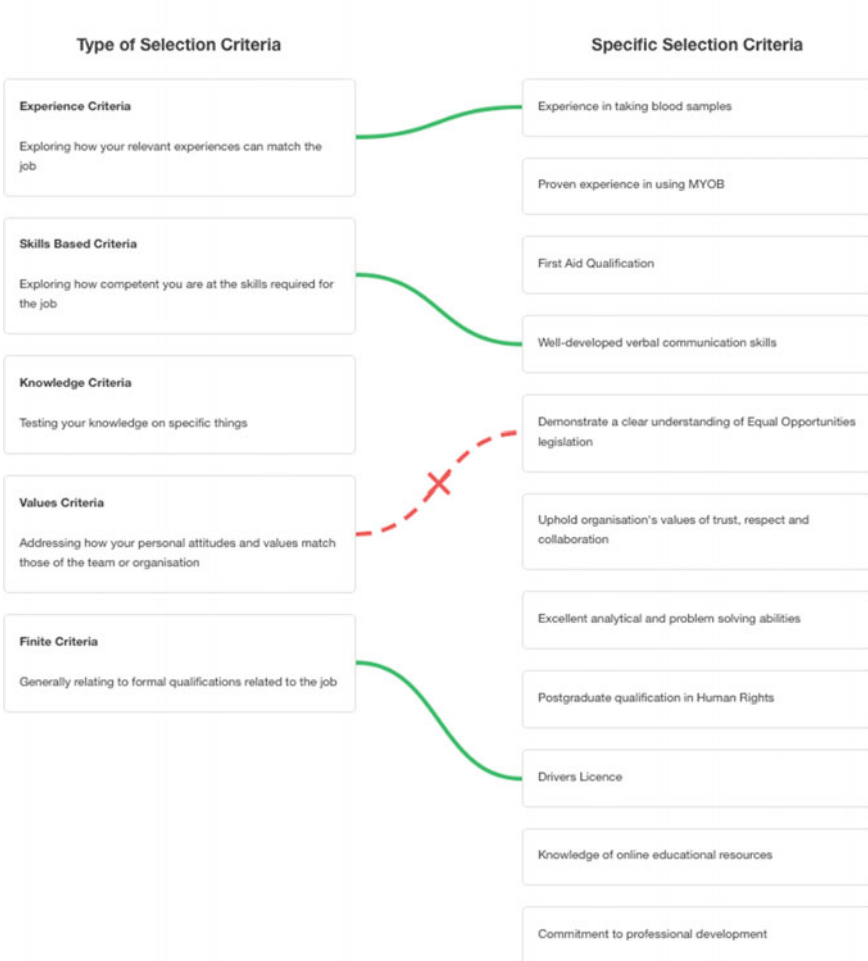 Type of Selection Criteria
Experience Criteria
Exploring how your relevant experiences can match the
job
Skills Based Criteria
Exploring how competent you are at the skills required for
the job
Knowledge Criteria
Testing your knowledge on specific things
Values Criteria
Addressing how your personal attitudes and values match
those of the team or organisation
Finite Criteria
Generally relating to formal qualifications related to the job
Specific Selection Criteria
Experience in taking blood samples
Proven experience in using MYOB
First Aid Qualification
Well-developed verbal communication skills
Demonstrate a clear understanding of Equal Opportunities
legislation
Uphold organisation's values of trust, respect and
collaboration
Excellent analytical and problem solving abilities
Postgraduate qualification in Human Rights
Drivers Licence
Knowledge of online educational resources
Commitment to professional development